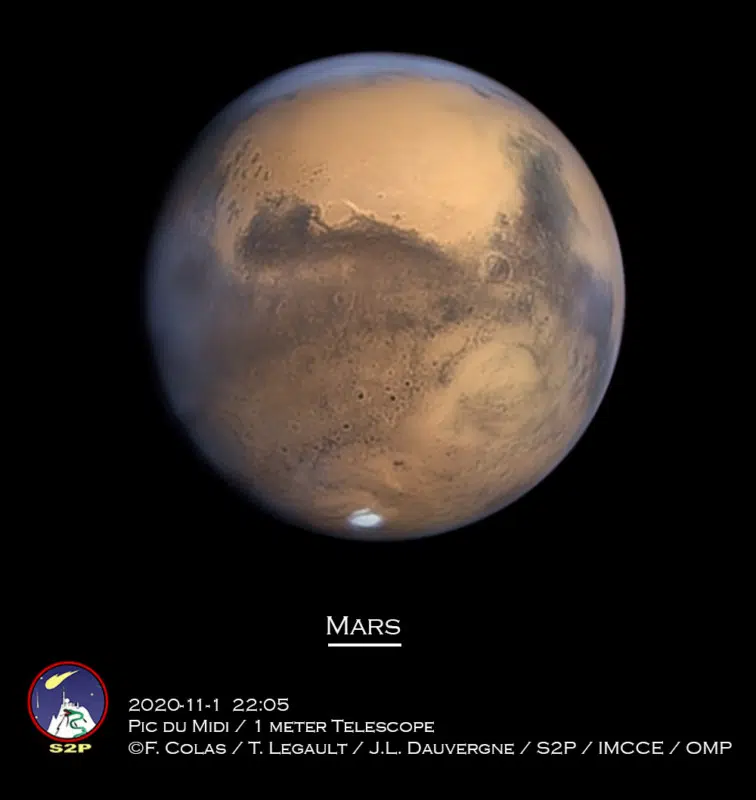 Mars
2020-11-1 22:05
Pic du Midi / 1 meter Telescope
©F. Colas / T. Legault / J.L. Dauvergne / S2P / IMCCE / OMP
S2P